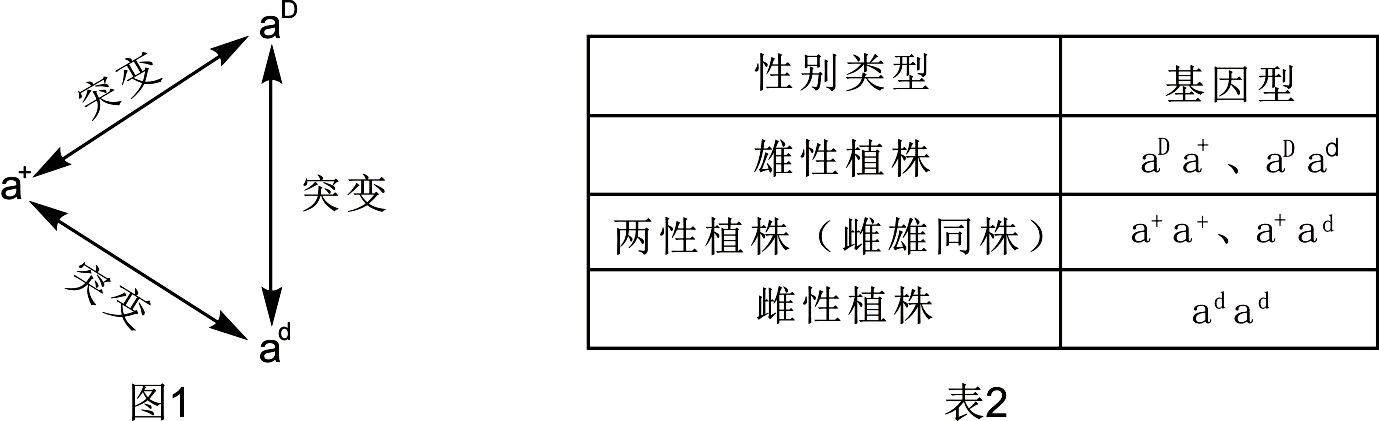 aᴰ
突变
a⁺
突变
突变
aᵈ
图1
性别类型 基因型
雄性植株 aᴰa⁺、aᴰaᵈ
两性植株（雌雄同株） a⁺a⁺、a⁺aᵈ
雌性植株 aᵈaᵈ
表2